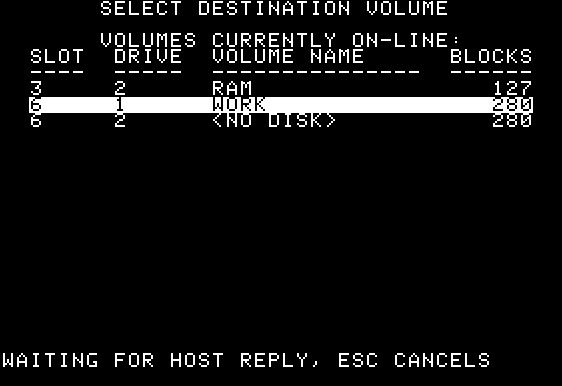 SELECT DESTINATION VOLUME
VOLUMES CURRENTLY ON-LINE:
SLOT DRIVE VOLUME NAME BLOCKS
---- ----- --------------- ------
3 2 RAM 127
6 1 WORK 280
6 2 <NO DISK> 280
WAITING FOR HOST REPLY, ESC CANCELS